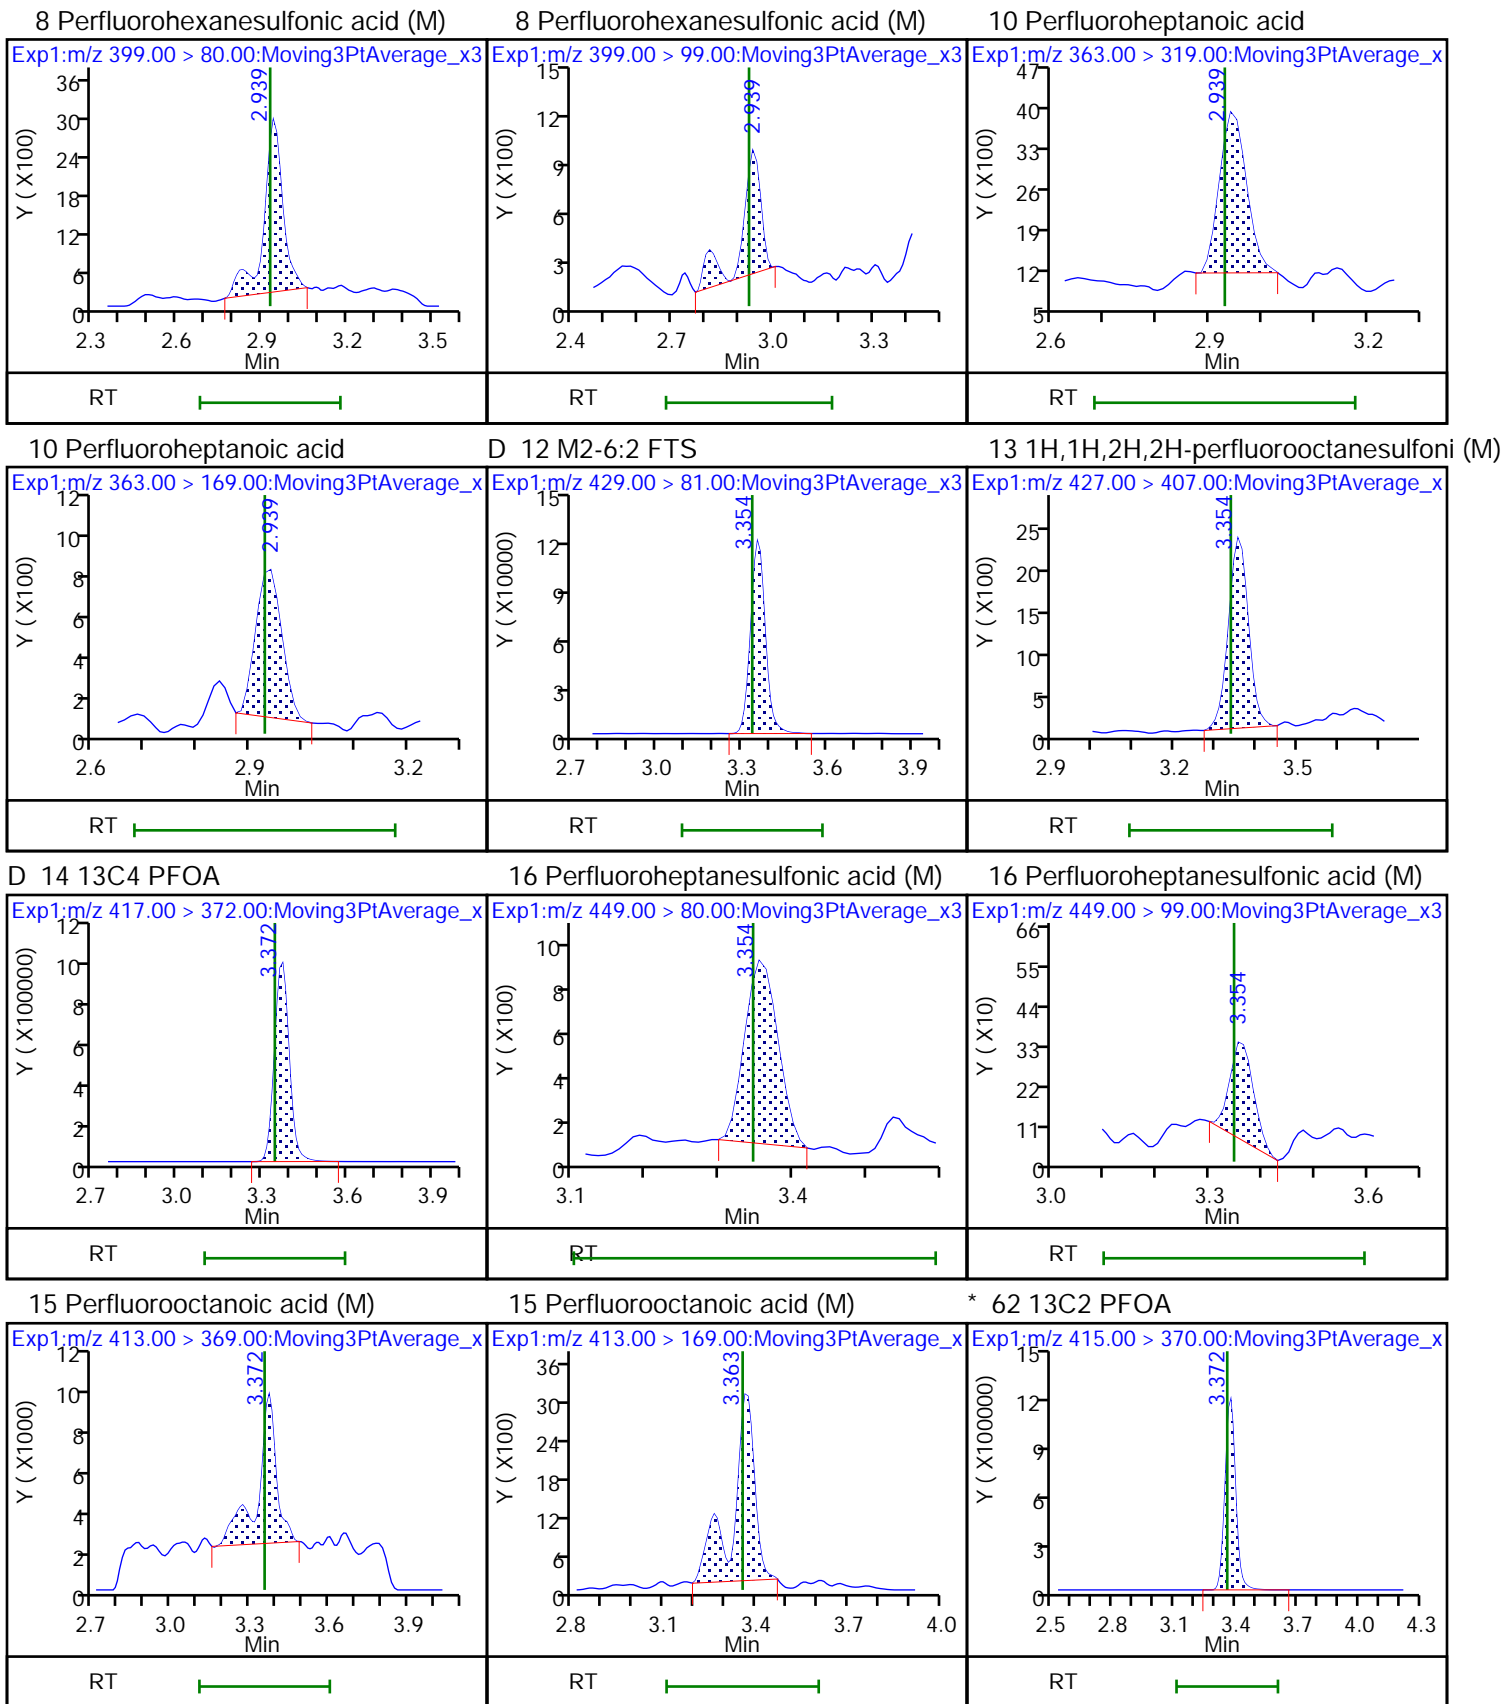 8 Perfluorohexanesulfonic acid (M)
Exp1:m/z 399.00 > 80.00:Moving3PtAverage_x3
2.939
Y ( X100)
36
30
24
18
12
6
0
2.3 2.6 2.9 3.2 3.5
Min
RT
8 Perfluorohexanesulfonic acid (M)
Exp1:m/z 399.00 > 99.00:Moving3PtAverage_x3
2.939
Y ( X100)
15
12
9
6
3
0
2.4 2.7 3.0 3.3
Min
RT
10 Perfluoroheptanoic acid
Exp1:m/z 363.00 > 319.00:Moving3PtAverage_x
2.939
Y ( X100)
47
40
33
26
19
12
5
2.6 2.9 3.2
Min
RT
10 Perfluoroheptanoic acid
Exp1:m/z 363.00 > 169.00:Moving3PtAverage_x
2.939
Y ( X100)
12
10
8
6
4
2
0
2.6 2.9 3.2
Min
RT
D 12 M2-6:2 FTS
Exp1:m/z 429.00 > 81.00:Moving3PtAverage_x3
3.354
Y ( X10000)
15
12
9
6
3
0
2.7 3.0 3.3 3.6 3.9
Min
RT
13 1H,1H,2H,2H-perfluorooctanesulfoni (M)
Exp1:m/z 427.00 > 407.00:Moving3PtAverage_x
3.354
Y ( X100)
25
20
15
10
5
0
2.9 3.2 3.5
Min
RT
D 14 13C4 PFOA
Exp1:m/z 417.00 > 372.00:Moving3PtAverage_x
3.372
Y ( X100000)
12
10
8
6
4
2
0
2.7 3.0 3.3 3.6 3.9
Min
RT
16 Perfluoroheptanesulfonic acid (M)
Exp1:m/z 449.00 > 80.00:Moving3PtAverage_x3
3.354
Y ( X100)
10
8
6
4
2
0
3.1 3.4
Min
RT
16 Perfluoroheptanesulfonic acid (M)
Exp1:m/z 449.00 > 99.00:Moving3PtAverage_x3
3.354
Y ( X10)
66
55
44
33
22
11
0
3.0 3.3 3.6
Min
RT
15 Perfluorooctanoic acid (M)
Exp1:m/z 413.00 > 369.00:Moving3PtAverage_x
3.372
Y ( X1000)
12
10
8
6
4
2
0
2.7 3.0 3.3 3.6 3.9
Min
RT
15 Perfluorooctanoic acid (M)
Exp1:m/z 413.00 > 169.00:Moving3PtAverage_x
3.363
Y ( X100)
36
30
24
18
12
6
0
2.8 3.1 3.4 3.7 4.0
Min
RT
* 62 13C2 PFOA
Exp1:m/z 415.00 > 370.00:Moving3PtAverage_x
3.372
Y ( X100000)
15
12
9
6
3
0
2.5 2.8 3.1 3.4 3.7 4.0 4.3
Min
RT